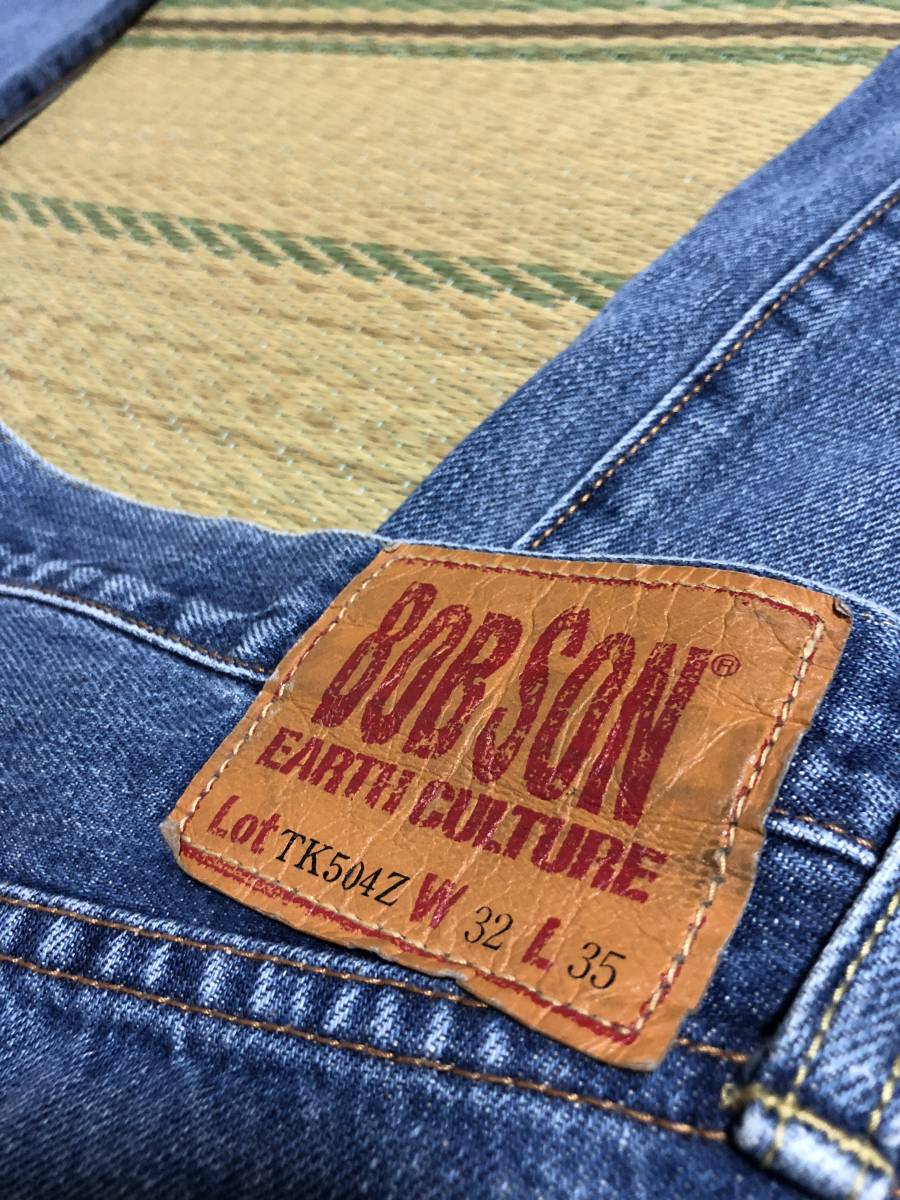 BOBSON®
EARTH CULTURE
Lot TK504Z W 32 L 35